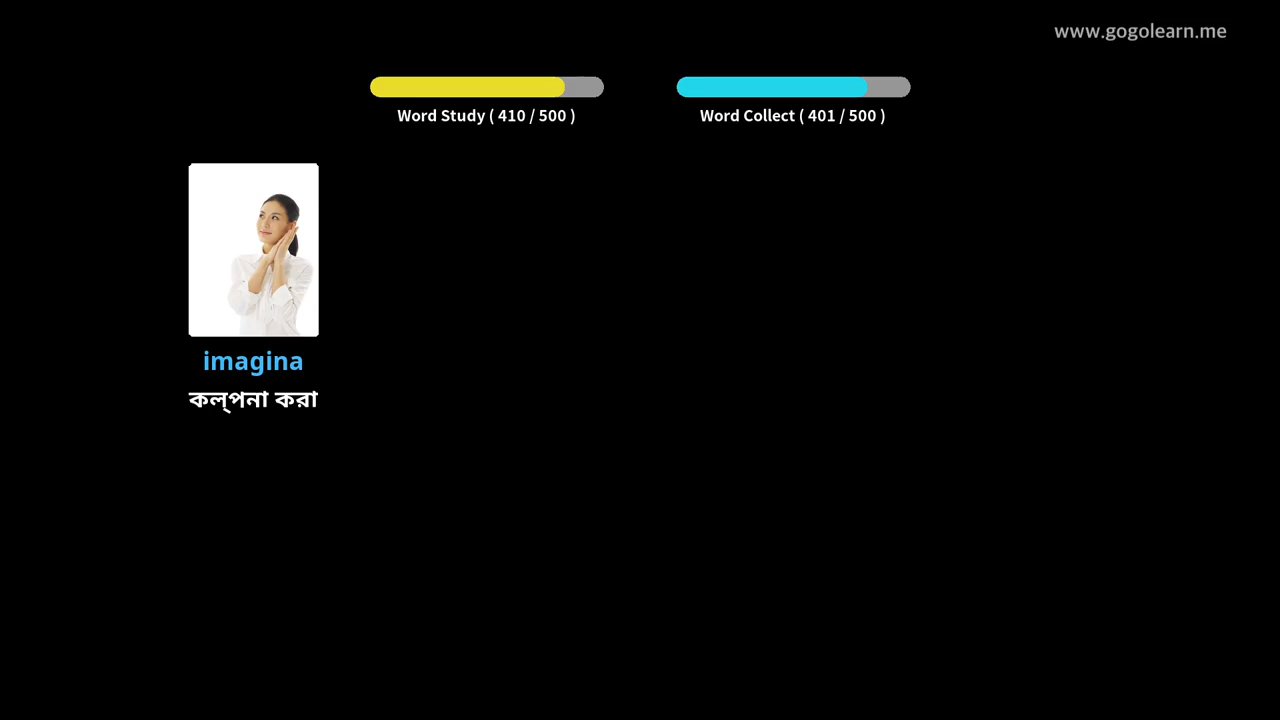 www.gogolearn.me
Word Study ( 410 / 500 )
Word Collect ( 401 / 500 )
imagina
কল্পনা করা